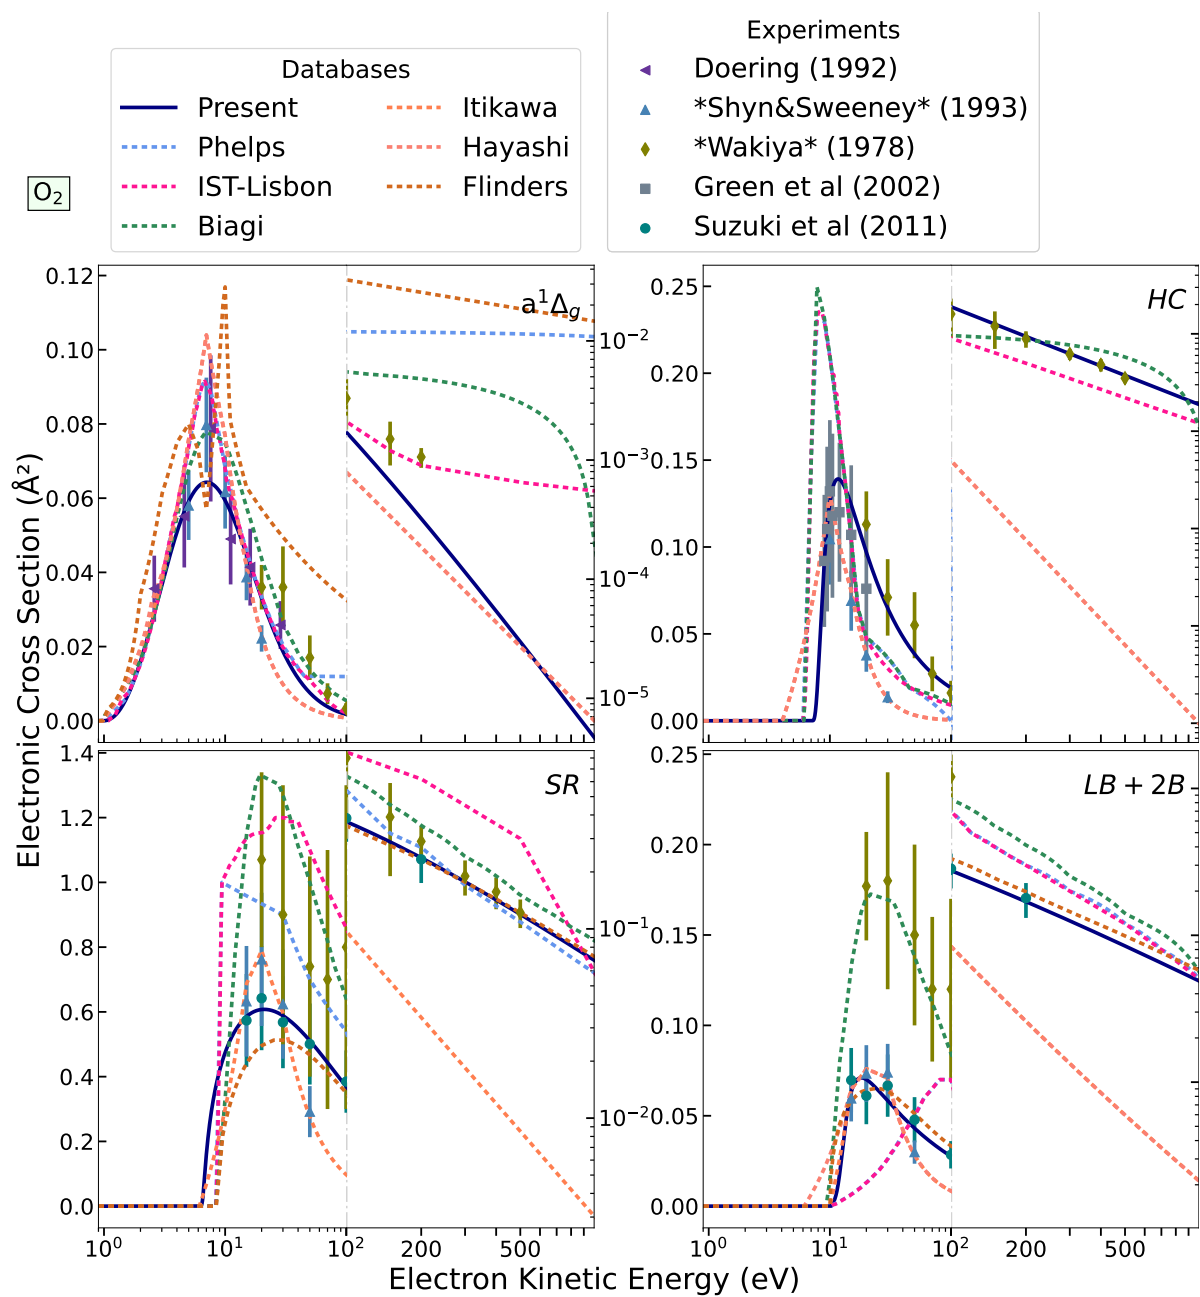 Databases
Present
Phelps
IST-Lisbon
Biagi
Itikawa
Hayashi
Flinders
Experiments
Doering (1992)
*Shyn&Sweeney* (1993)
*Wakiya* (1978)
Green et al (2002)
Suzuki et al (2011)
O₂
Electronic Cross Section (Å²)
0.12
0.10
0.08
0.06
0.04
0.02
0.00
a¹Δg
10⁻²
10⁻³
10⁻⁴
10⁻⁵
0.25
0.20
0.15
0.10
0.05
0.00
HC
1.4
1.2
1.0
0.8
0.6
0.4
0.2
0.0
SR
10⁻¹
10⁻²
10⁰ 10¹ 10² 200 500
0.25
0.20
0.15
0.10
0.05
0.00
LB + 2B
10⁰ 10¹ 10² 200 500
Electron Kinetic Energy (eV)